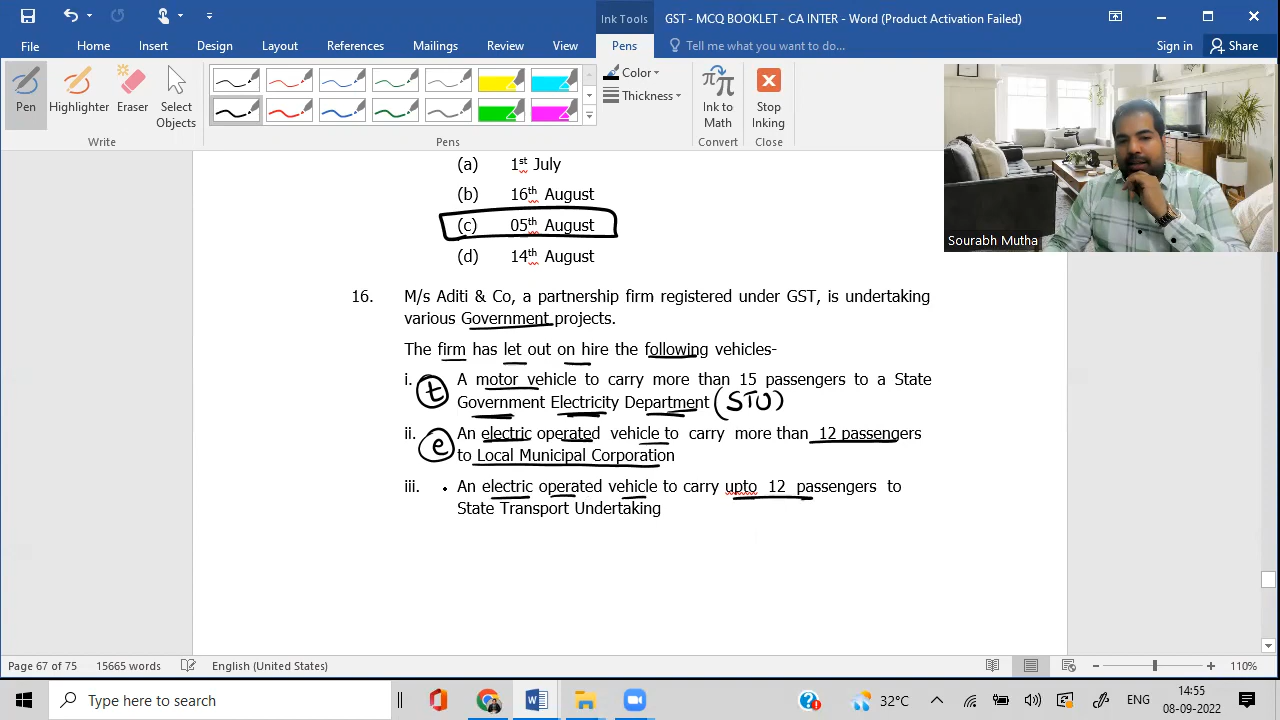 Ink Tools
GST - MCQ BOOKLET - CA INTER - Word (Product Activation Failed)
File Home Insert Design Layout References Mailings Review View Pens Tell me what you want to do... Sign in Share
Pen Highlighter Eraser Select Objects
Color
Thickness
Ink to Math
Stop Inking
Write Pens Convert Close
Sourabh Mutha
(a) 1st July
(b) 16th August
(c) 05th August
(d) 14th August
16. M/s Aditi & Co, a partnership firm registered under GST, is undertaking
various Government projects.
The firm has let out on hire the following vehicles-
i. t A motor vehicle to carry more than 15 passengers to a State
Government Electricity Department (STU)
ii. e An electric operated vehicle to carry more than 12 passengers
to Local Municipal Corporation
iii. An electric operated vehicle to carry upto 12 passengers to
State Transport Undertaking
Page 67 of 75 15665 words English (United States) 110%
Type here to search 32°C ENG 14:55
08-09-2022